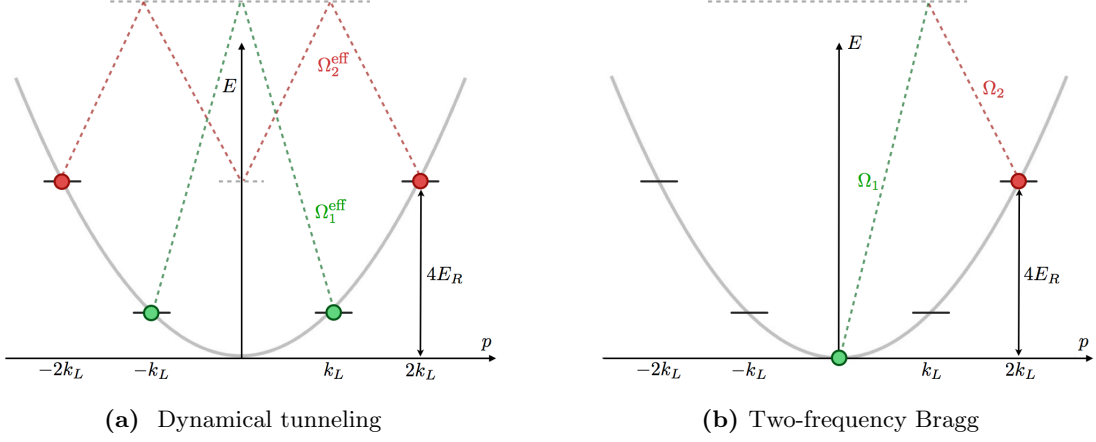 E
Ω₂^eff
Ω₁^eff
4E_R
p
−2k_L
−k_L
k_L
2k_L
(a) Dynamical tunneling
E
Ω₂
Ω₁
4E_R
p
−2k_L
−k_L
k_L
2k_L
(b) Two-frequency Bragg